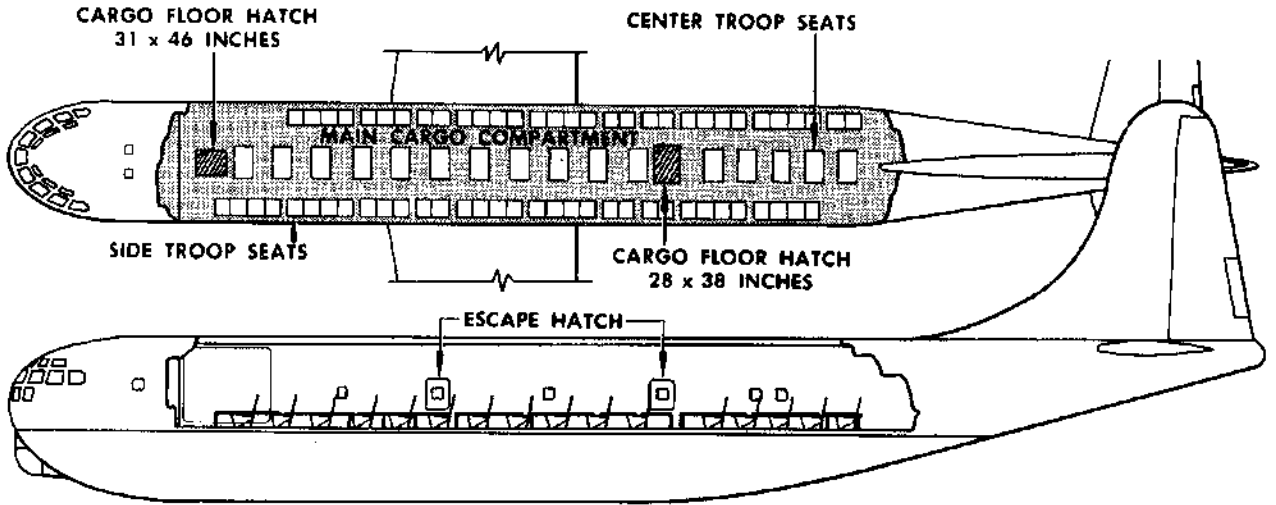 CARGO FLOOR HATCH
31 x 46 INCHES
CENTER TROOP SEATS
MAIN CARGO COMPARTMENT
SIDE TROOP SEATS
CARGO FLOOR HATCH
28 x 38 INCHES
ESCAPE HATCH